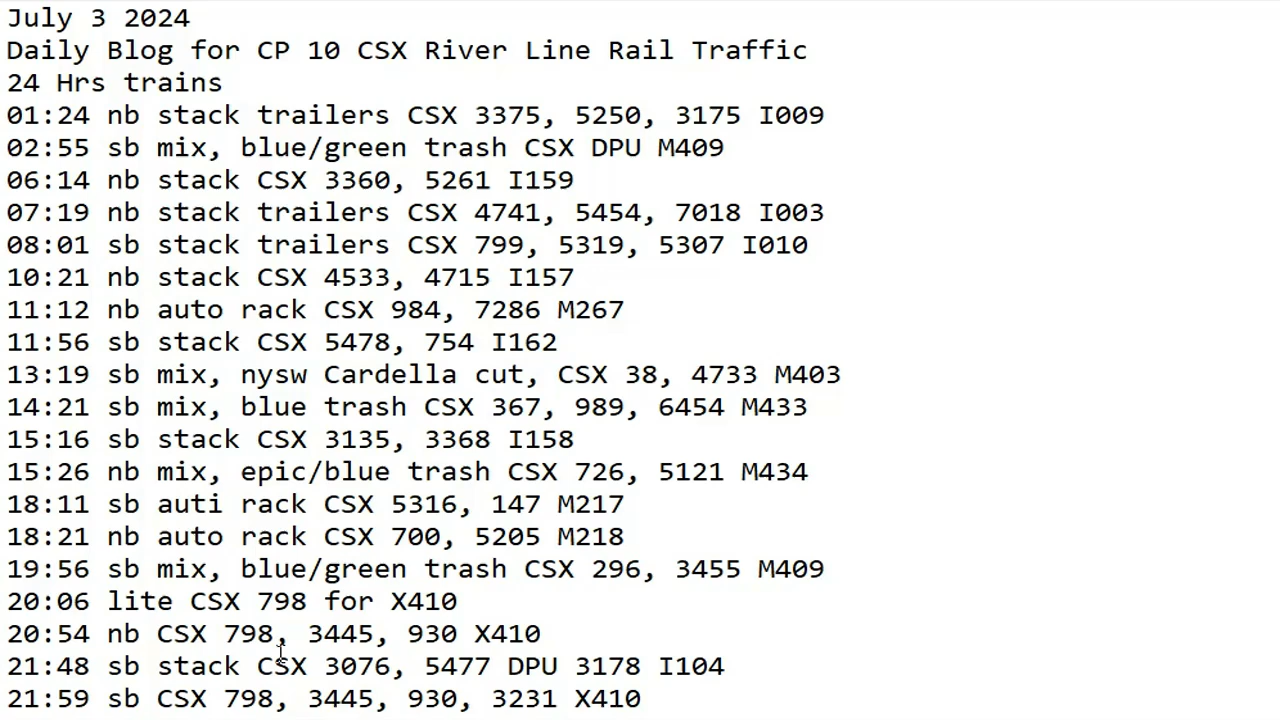 July 3 2024
Daily Blog for CP 10 CSX River Line Rail Traffic
24 Hrs trains
01:24 nb stack trailers CSX 3375, 5250, 3175 I009
02:55 sb mix, blue/green trash CSX DPU M409
06:14 nb stack CSX 3360, 5261 I159
07:19 nb stack trailers CSX 4741, 5454, 7018 I003
08:01 sb stack trailers CSX 799, 5319, 5307 I010
10:21 nb stack CSX 4533, 4715 I157
11:12 nb auto rack CSX 984, 7286 M267
11:56 sb stack CSX 5478, 754 I162
13:19 sb mix, nysw Cardella cut, CSX 38, 4733 M403
14:21 sb mix, blue trash CSX 367, 989, 6454 M433
15:16 sb stack CSX 3135, 3368 I158
15:26 nb mix, epic/blue trash CSX 726, 5121 M434
18:11 sb auti rack CSX 5316, 147 M217
18:21 nb auto rack CSX 700, 5205 M218
19:56 sb mix, blue/green trash CSX 296, 3455 M409
20:06 lite CSX 798 for X410
20:54 nb CSX 798, 3445, 930 X410
21:48 sb stack CSX 3076, 5477 DPU 3178 I104
21:59 sb CSX 798, 3445, 930, 3231 X410